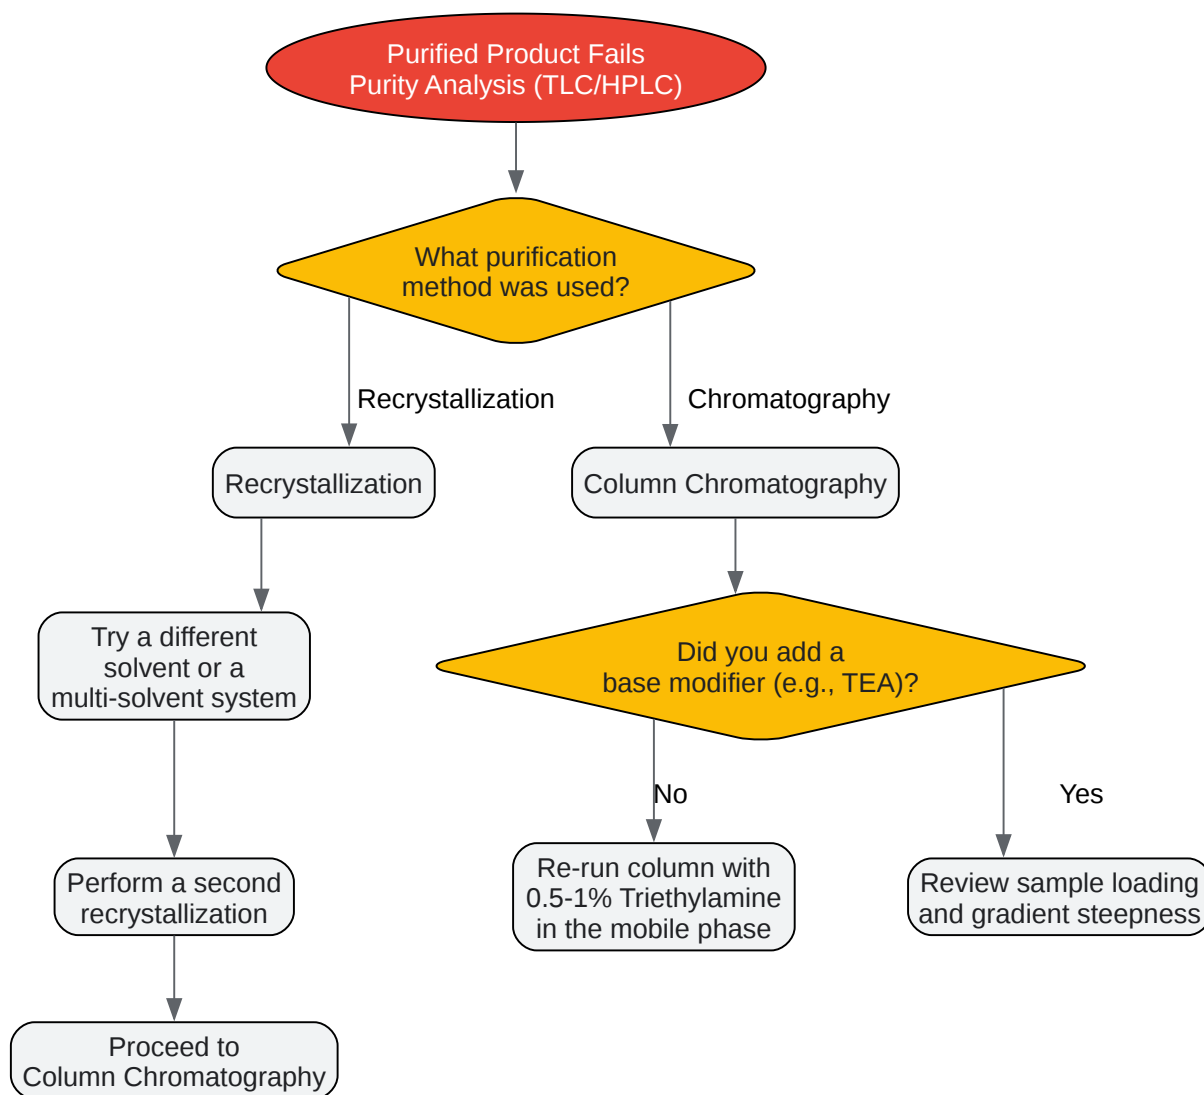 Purified Product Fails
Purity Analysis (TLC/HPLC)
What purification
method was used?
Recrystallization
Chromatography
Recrystallization
Column Chromatography
Try a different
solvent or a
multi-solvent system
Did you add a
base modifier (e.g., TEA)?
No
Yes
Perform a second
recrystallization
Re-run column with
0.5-1% Triethylamine
in the mobile phase
Review sample loading
and gradient steepness
Proceed to
Column Chromatography